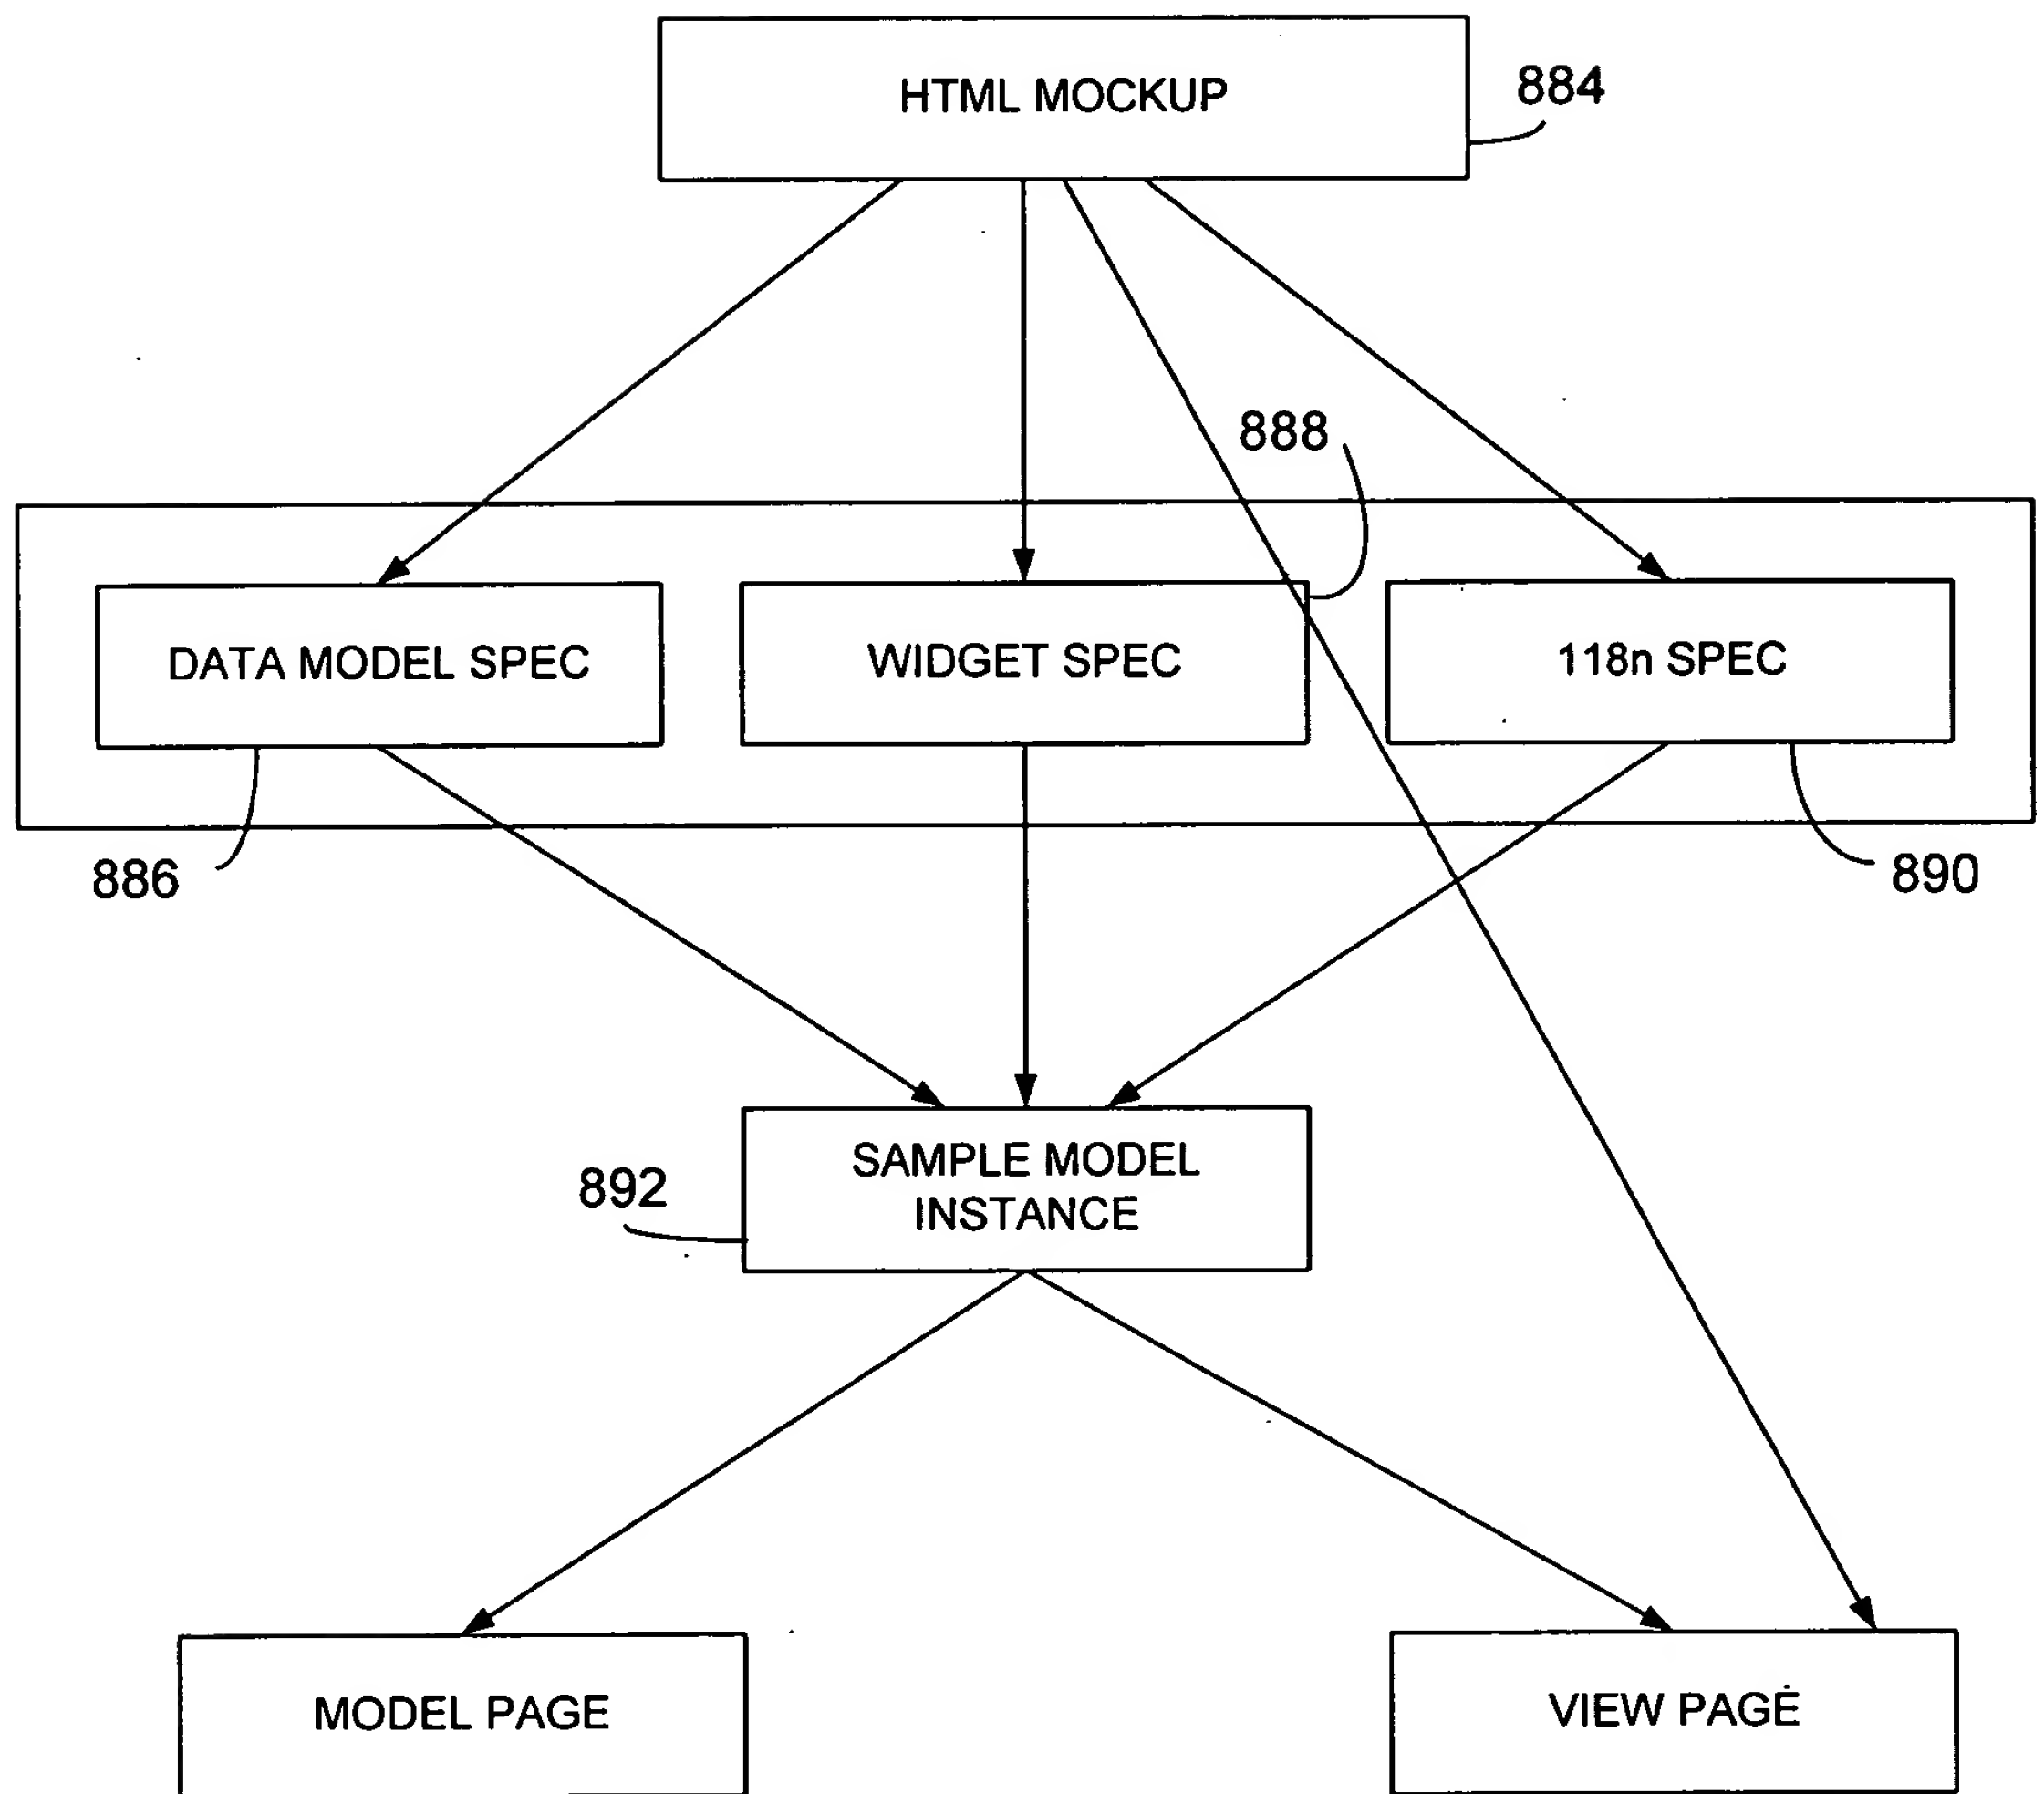 HTML MOCKUP
884
888
DATA MODEL SPEC
WIDGET SPEC
118n SPEC
886
890
892
SAMPLE MODEL
INSTANCE
MODEL PAGE
VIEW PAGE